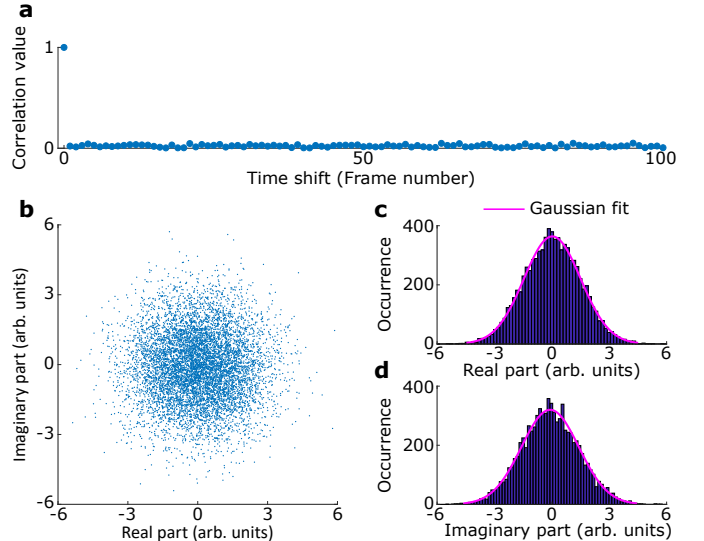 a
Correlation value
1
0
0
50
100
Time shift (Frame number)
b
Imaginary part (arb. units)
6
3
0
-3
-6
-6
-3
0
3
6
Real part (arb. units)
c
Gaussian fit
Occurrence
400
200
0
-6
-3
0
3
6
Real part (arb. units)
d
Occurrence
400
200
0
-6
-3
0
3
6
Imaginary part (arb. units)